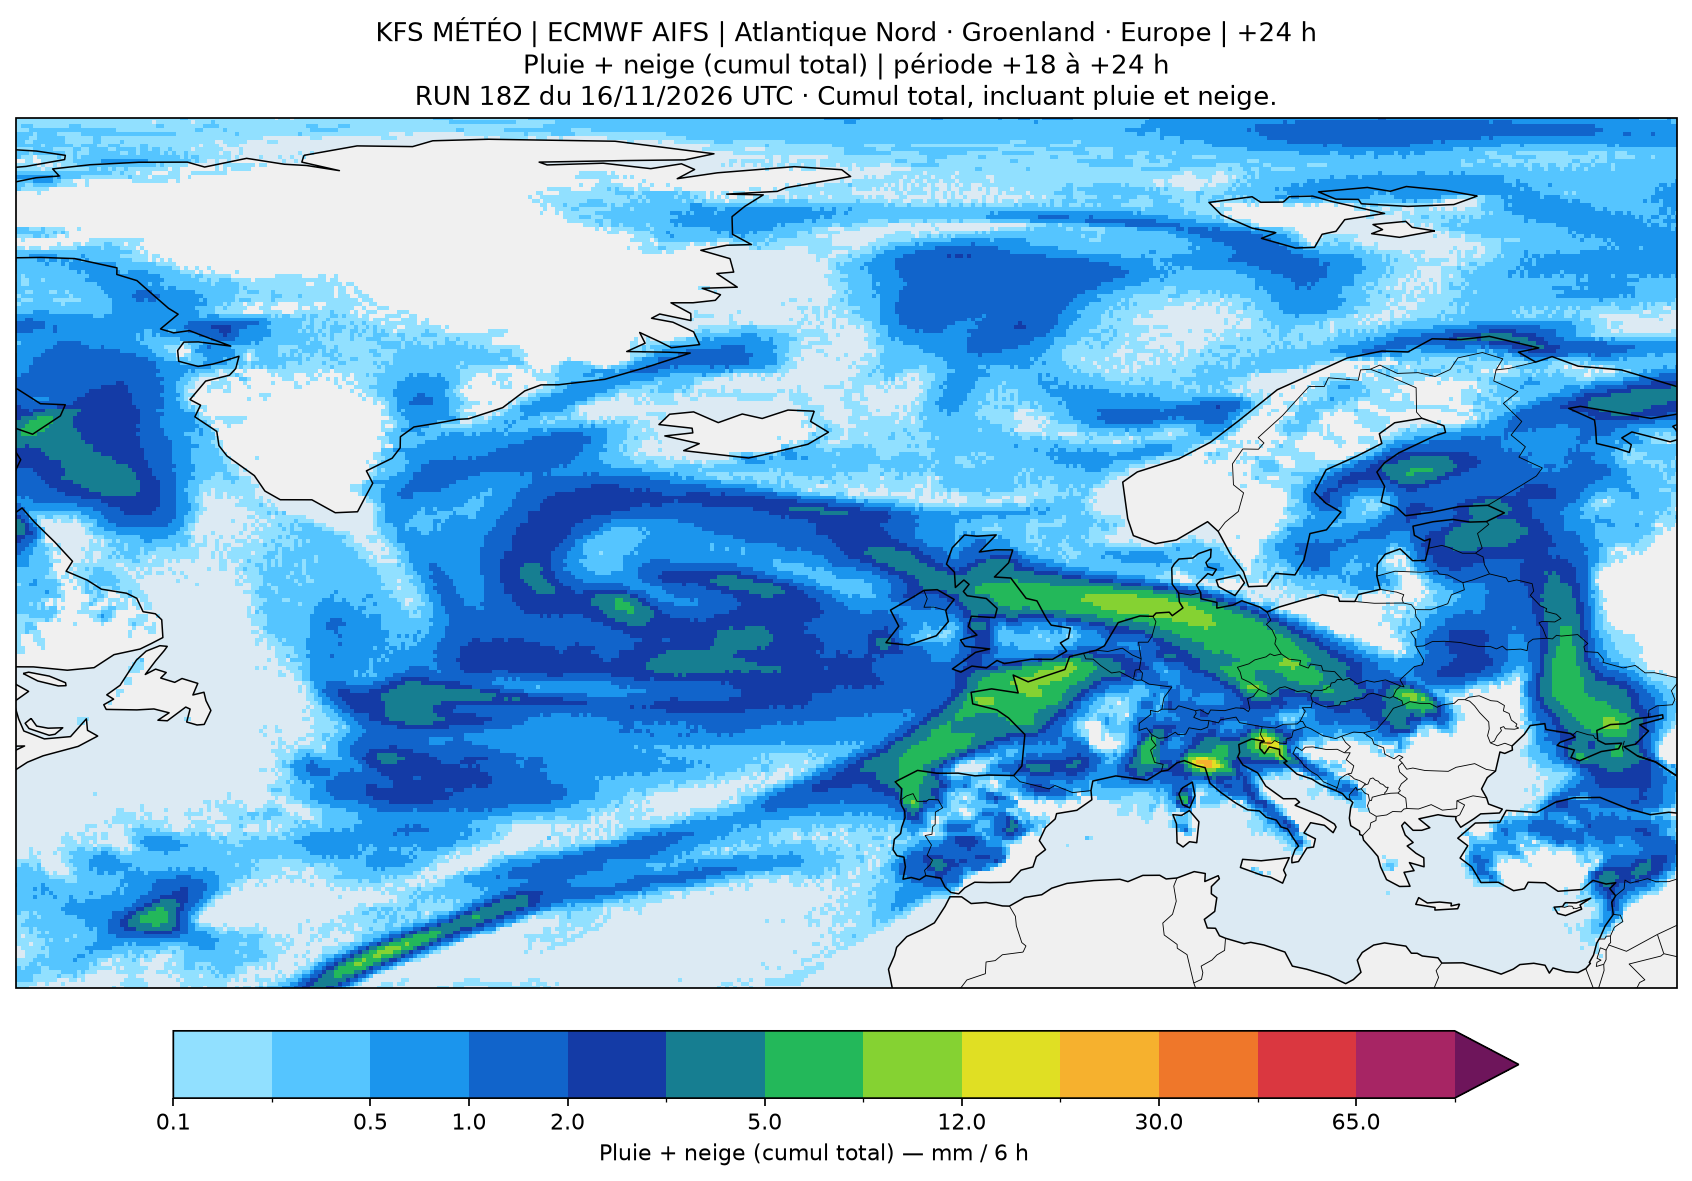 KFS MÉTÉO | ECMWF AIFS | Atlantique Nord · Groenland · Europe | +24 h
Pluie + neige (cumul total) | période +18 à +24 h
RUN 18Z du 16/11/2026 UTC · Cumul total, incluant pluie et neige.
0.1 0.5 1.0 2.0 5.0 12.0 30.0 65.0
Pluie + neige (cumul total) — mm / 6 h